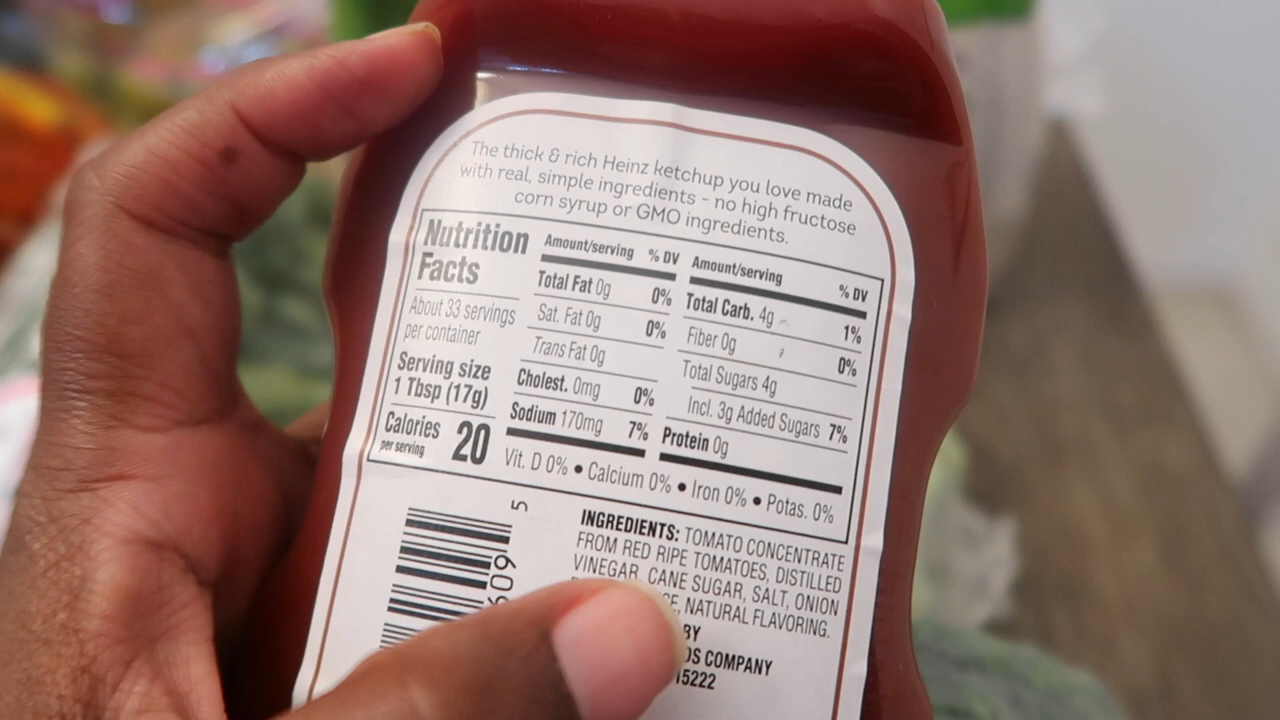 The thick & rich Heinz ketchup you love made
with real, simple ingredients - no high fructose
corn syrup or GMO ingredients.
Nutrition
Facts
About 33 servings
per container
Serving size
1 Tbsp (17g)
Calories
per serving
20
Amount/serving % DV
Total Fat 0g 0%
Sat. Fat 0g 0%
Trans Fat 0g
Cholest. 0mg 0%
Sodium 170mg 7%
Amount/serving % DV
Total Carb. 4g 1%
Fiber 0g 0%
Total Sugars 4g
Incl. 3g Added Sugars 7%
Protein 0g
Vit. D 0% • Calcium 0% • Iron 0% • Potas. 0%
INGREDIENTS: TOMATO CONCENTRATE
FROM RED RIPE TOMATOES, DISTILLED
VINEGAR, CANE SUGAR, SALT, ONION
NATURAL FLAVORING.
BY
COMPANY
15222
5
609